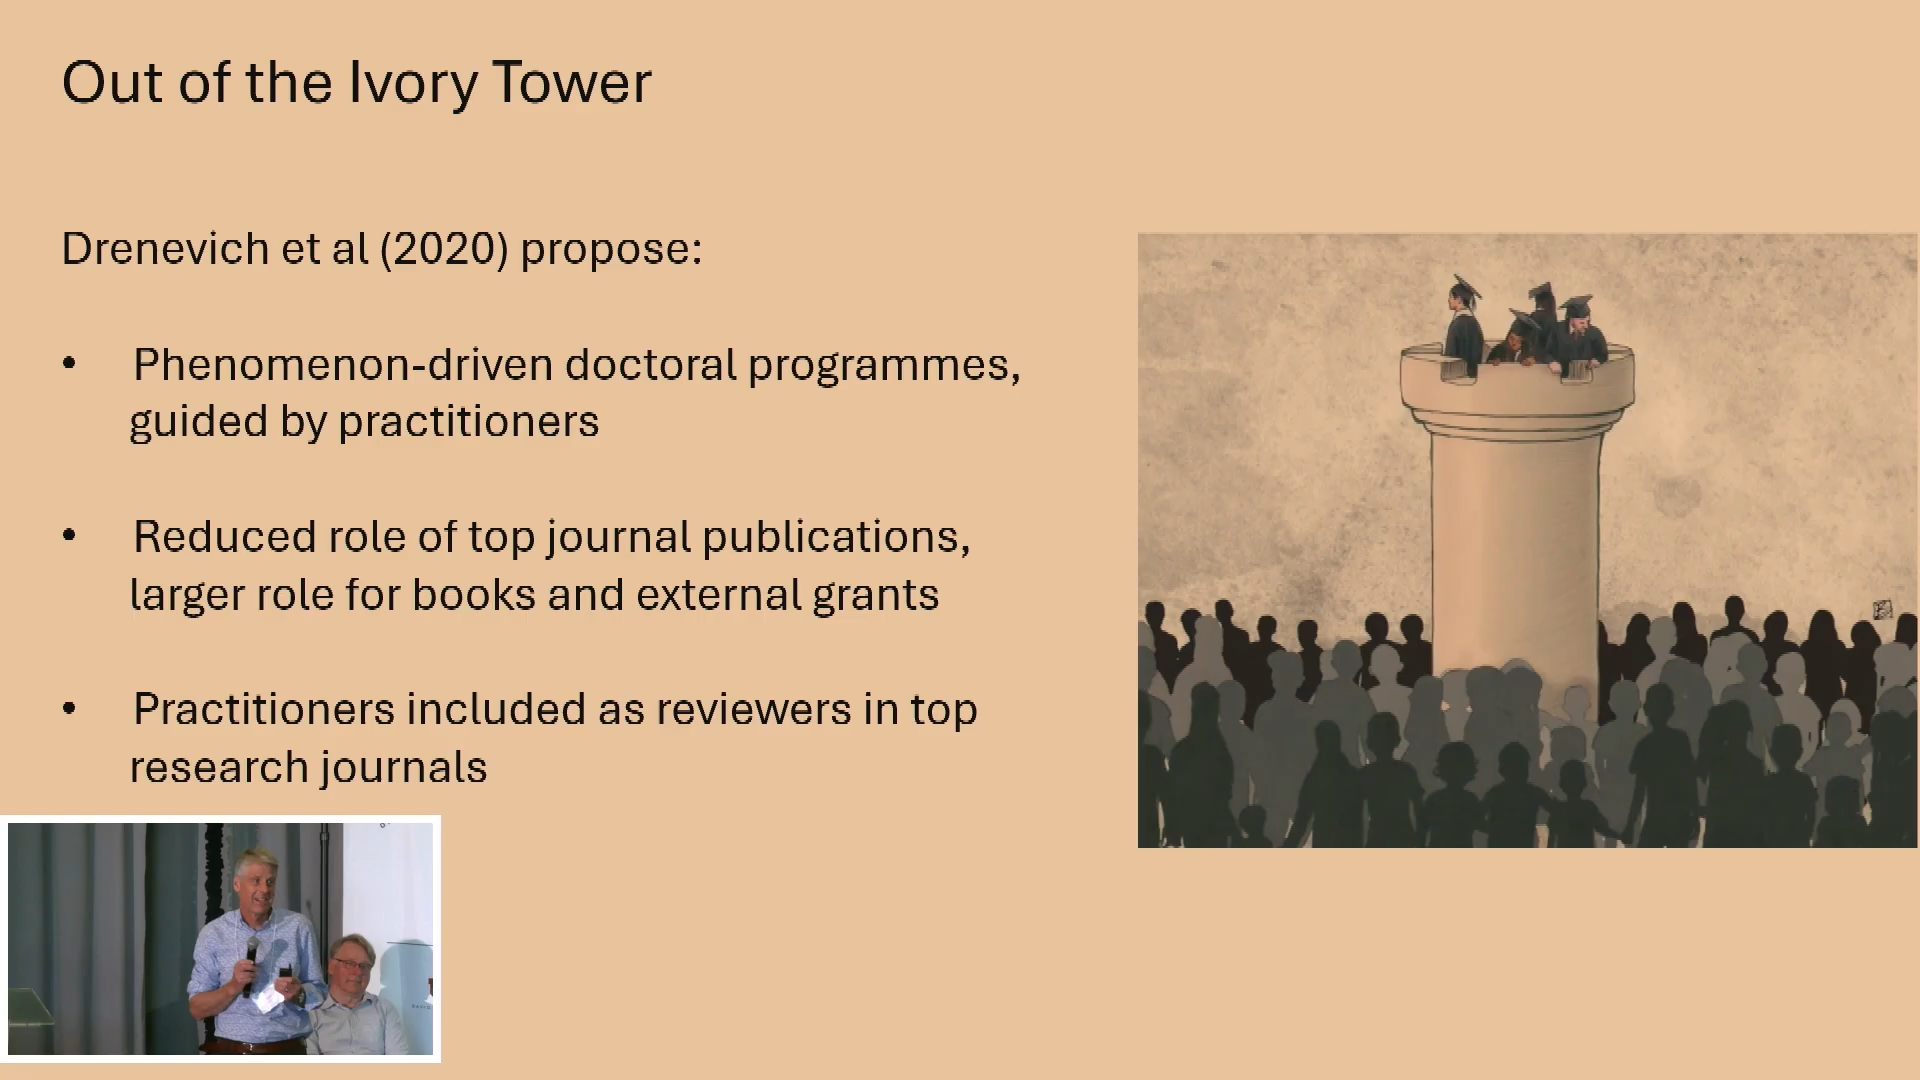 Out of the Ivory Tower
Drenevich et al (2020) propose:
• Phenomenon-driven doctoral programmes,
guided by practitioners
• Reduced role of top journal publications,
larger role for books and external grants
• Practitioners included as reviewers in top
research journals